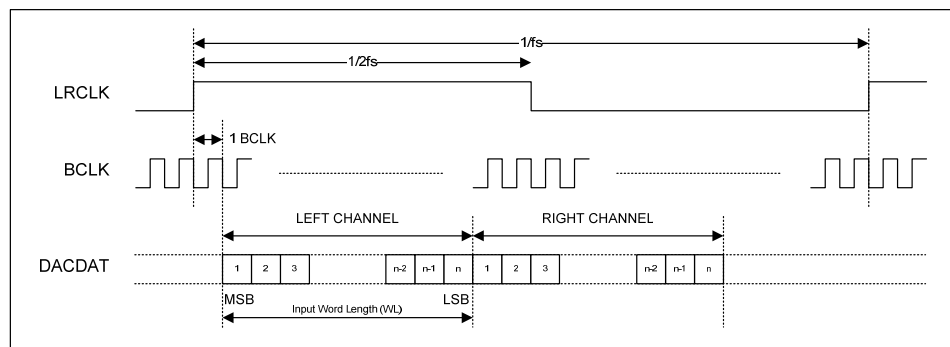 1/fs
1/2fs
LRCLK
1 BCLK
BCLK
LEFT CHANNEL RIGHT CHANNEL
DACDAT 1 2 3 n-2 n-1 n 1 2 3 n-2 n-1 n
MSB LSB
Input Word Length (WL)